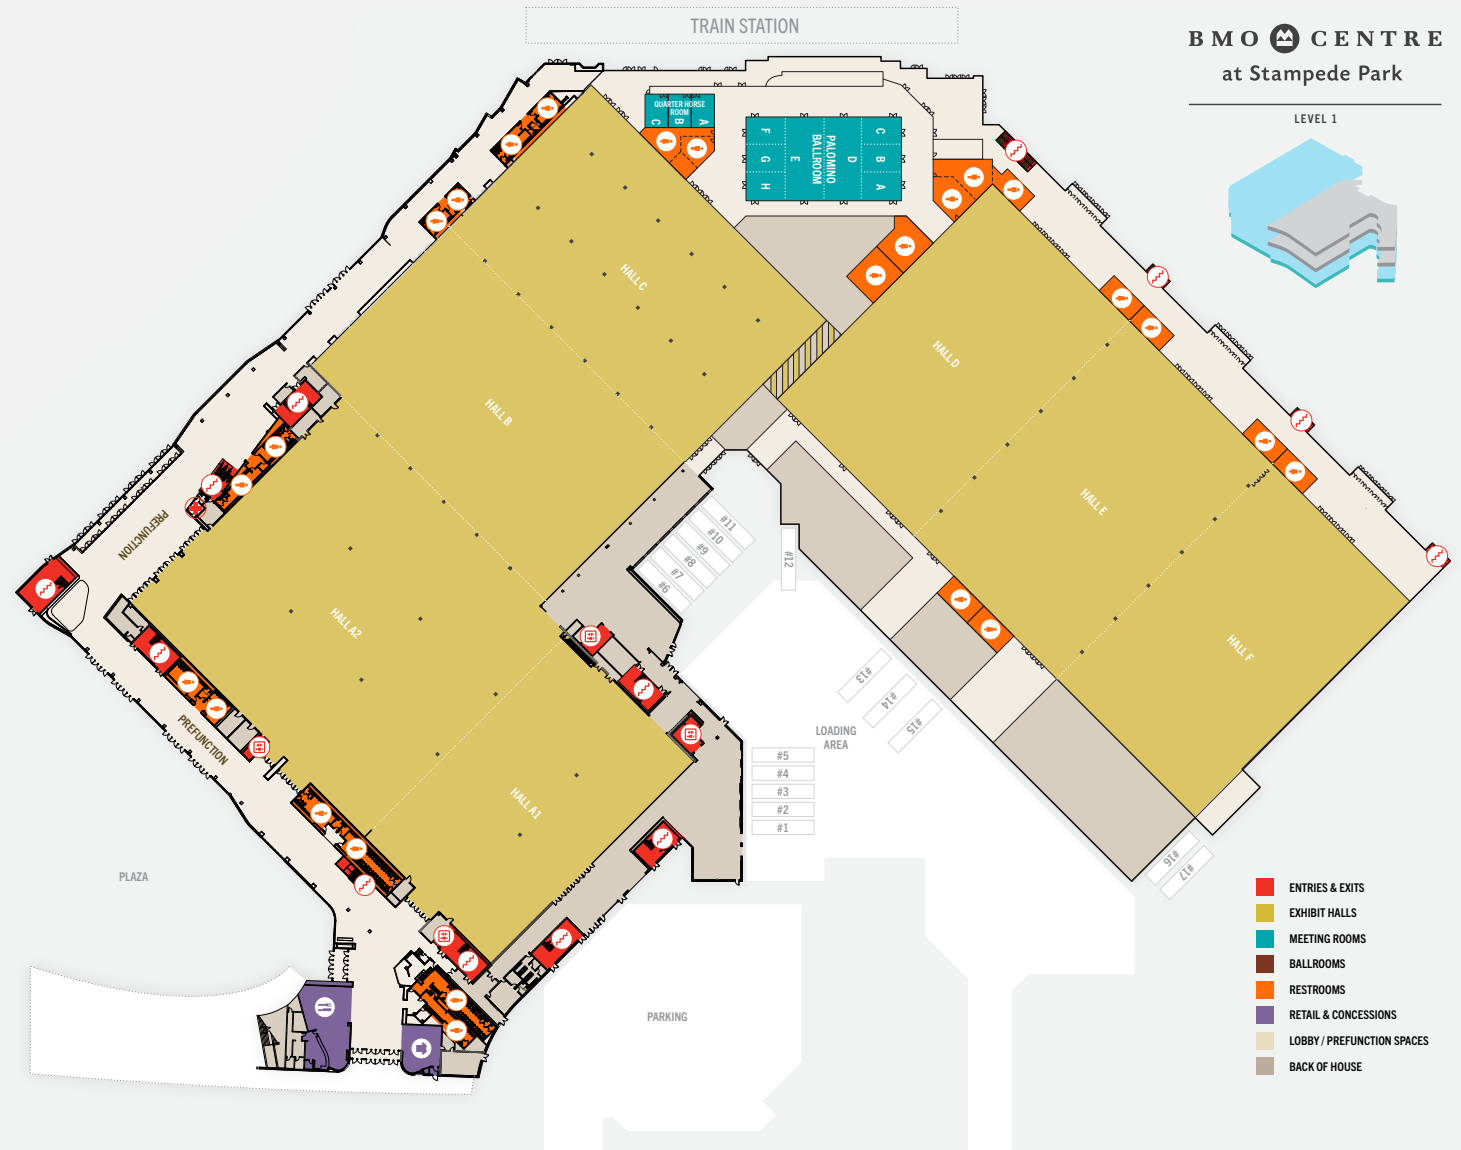 TRAIN STATION
BMO CENTRE
at Stampede Park
LEVEL 1
QUARTER HORSE
ROOM
C B A
PALOMINO
BALLROOM
F G H
E
D
C B A
HALL C
HALL B
HALL D
HALL E
HALL F
HALL A2
HALL A1
PREFUNCTION
PREFUNCTION
#11
#10
#9
#8
#7
#6
#12
#13
#14
#15
LOADING
AREA
#5
#4
#3
#2
#1
#16
#17
PLAZA
PARKING
ENTRIES & EXITS
EXHIBIT HALLS
MEETING ROOMS
BALLROOMS
RESTROOMS
RETAIL & CONCESSIONS
LOBBY / PREFUNCTION SPACES
BACK OF HOUSE